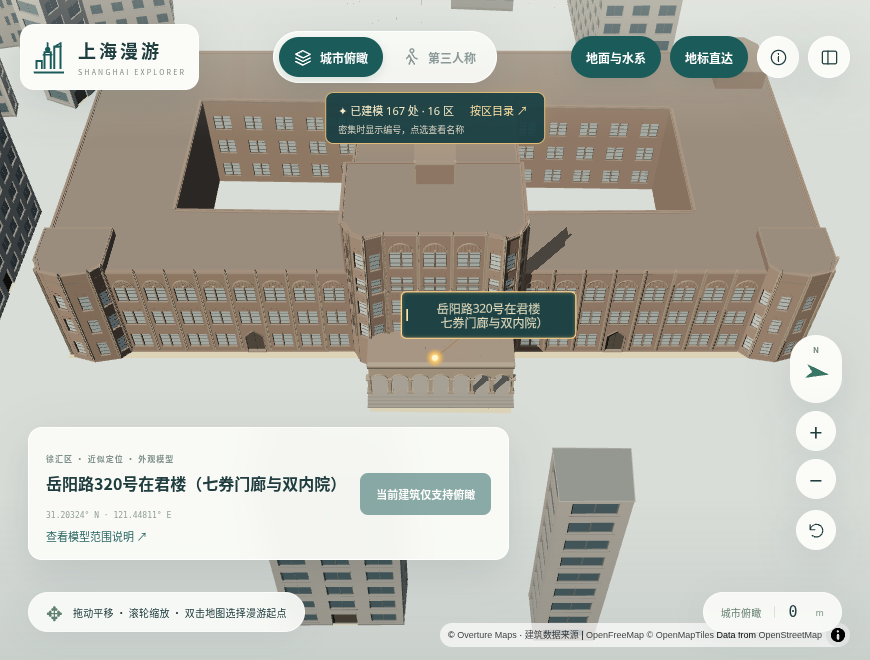 上海漫游
SHANGHAI EXPLORER
城市俯瞰
第三人称
地面与水系
地标直达
✦ 已建模 167 处 · 16 区 按区目录 ↗
密集时显示编号，点选查看名称
岳阳路320号在君楼
七券门廊与双内院）
N
徐汇区 · 近似定位 · 外观模型
岳阳路320号在君楼（七券门廊与双内院）
当前建筑仅支持俯瞰
31.20324° N · 121.44811° E
查看模型范围说明 ↗
拖动平移 · 滚轮缩放 · 双击地图选择漫游起点
城市俯瞰 0 m
© Overture Maps · 建筑数据来源 | OpenFreeMap © OpenMapTiles Data from OpenStreetMap